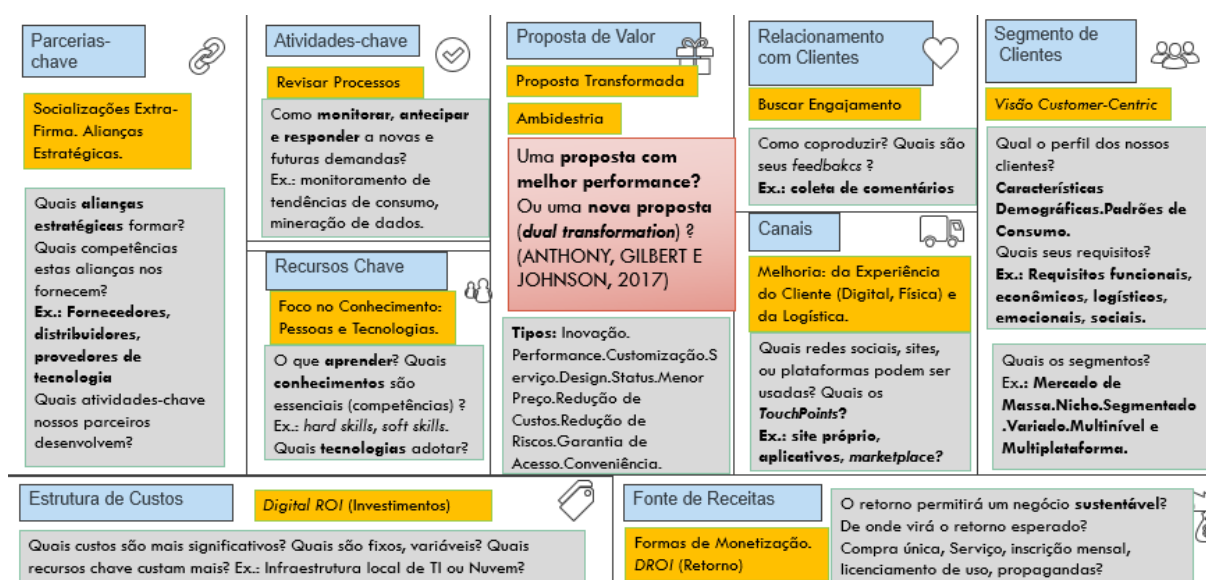 Parcerias-
chave
Socializações Extra-
Firma. Alianças
Estratégicas.
Quais alianças
estratégicas formar?
Quais competências
estas alianças nos
fornecem?
Ex.: Fornecedores,
distribuidores,
provedores de
tecnologia
Quais atividades-chave
nossos parceiros
desenvolvem?
Atividades-chave
Revisar Processos
Como monitorar, antecipar
e responder a novas e
futuras demandas?
Ex.: monitoramento de
tendências de consumo,
mineração de dados.
Recursos Chave
Foco no Conhecimento:
Pessoas e Tecnologias.
O que aprender? Quais
conhecimentos são
essenciais (competências) ?
Ex.: hard skills, soft skills.
Quais tecnologias adotar?
Proposta de Valor
Proposta Transformada
Ambidestria
Uma proposta com
melhor performance?
Ou uma nova proposta
(dual transformation) ?
(ANTHONY, GILBERT E
JOHNSON, 2017)
Tipos: Inovação.
Performance.Customização.S
erviço.Design.Status.Menor
Preço.Redução de
Custos.Redução de
Riscos.Garantia de
Acesso.Conveniência.
Relacionamento
com Clientes
Buscar Engajamento
Como coproduzir? Quais são
seus feedbakcs ?
Ex.: coleta de comentários
Canais
Melhoria: da Experiência
do Cliente (Digital, Física) e
da Logística.
Quais redes sociais, sites,
ou plataformas podem ser
usadas? Quais os
TouchPoints?
Ex.: site próprio,
aplicativos, marketplace?
Segmento de
Clientes
Visão Customer-Centric
Qual o perfil dos nossos
clientes?
Características
Demográficas.Padrões de
Consumo.
Quais seus requisitos?
Ex.: Requisitos funcionais,
econômicos, logísticos,
emocionais, sociais.
Quais os segmentos?
Ex.: Mercado de
Massa.Nicho.Segmentado
.Variado.Multinível e
Multiplataforma.
Estrutura de Custos
Digital ROI (Investimentos)
Quais custos são mais significativos? Quais são fixos, variáveis? Quais
recursos chave custam mais? Ex.: Infraestrutura local de TI ou Nuvem?
Fonte de Receitas
Formas de Monetização.
DROI (Retorno)
O retorno permitirá um negócio sustentável?
De onde virá o retorno esperado?
Compra única, Serviço, inscrição mensal,
licenciamento de uso, propagandas?